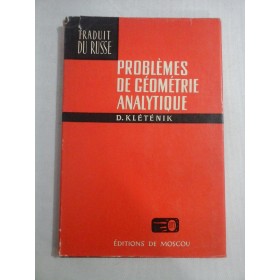 TRADUIT
DU RUSSE
PROBLÈMES
DE GÉOMÉTRIE
ANALYTIQUE
D. KLÉTÉNIK
ÉDITIONS DE MOSCOU